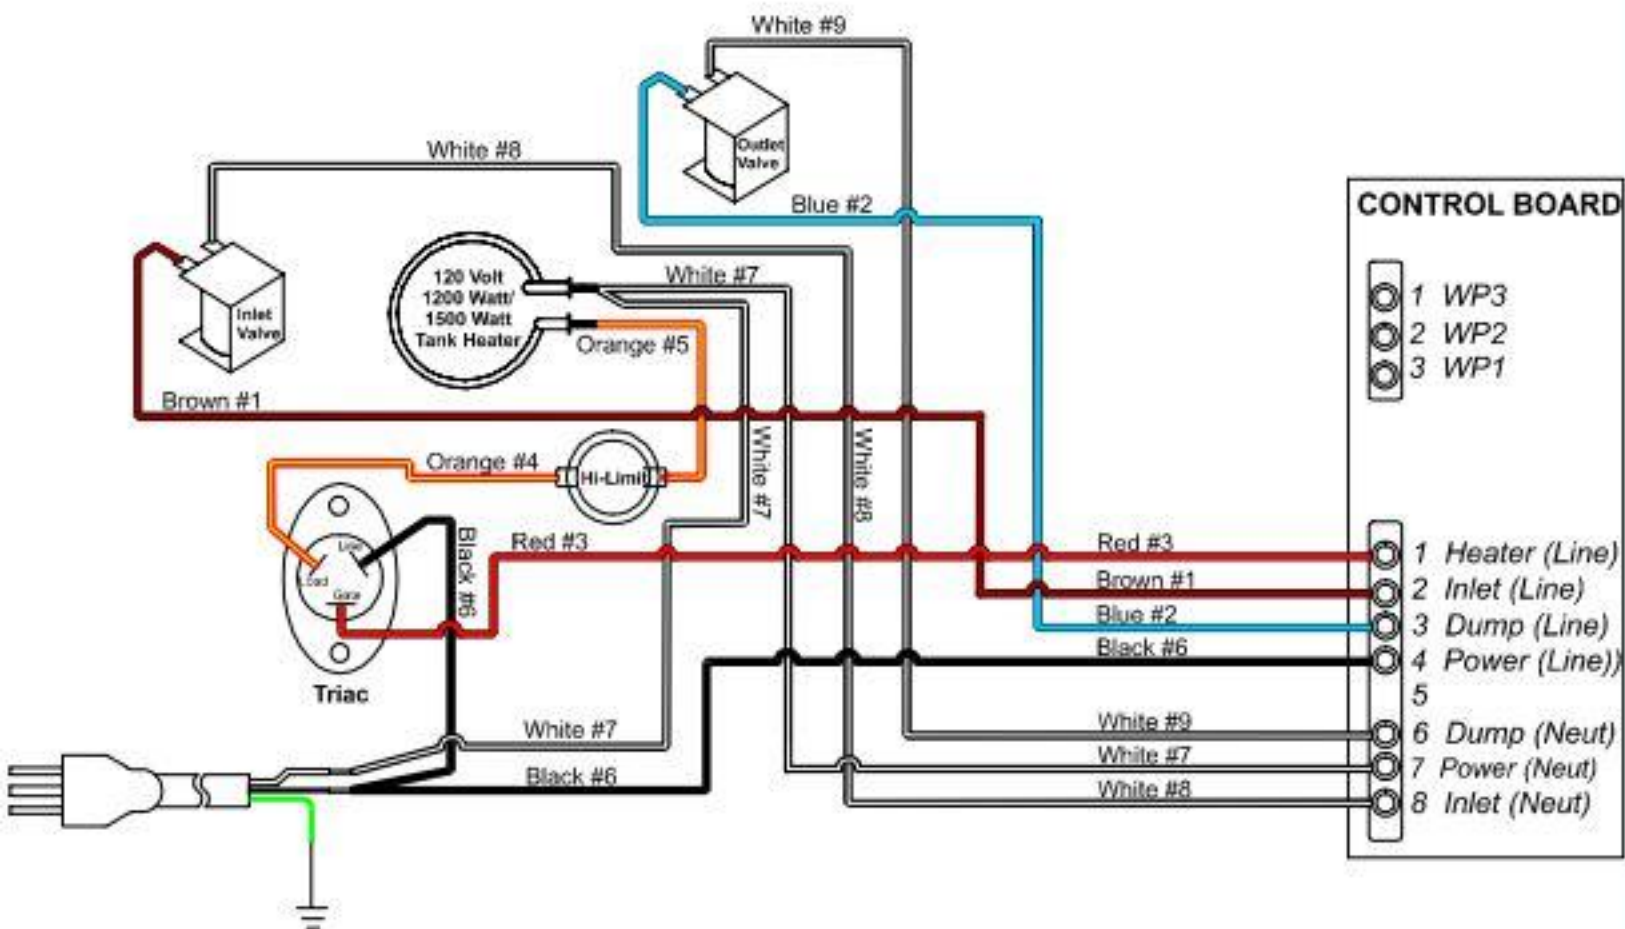 White #9
Outlet
Valve
White #8
Blue #2
CONTROL BOARD
120 Volt
1200 Watt/
1500 Watt
Tank Heater
White #7
Inlet
Valve
Orange #5
1 WP3
2 WP2
3 WP1
Brown #1
Orange #4
Hi-Limit
White #7
White #8
Line
Load
Gate
Black #6
Red #3
Red #3
1 Heater (Line)
Brown #1
2 Inlet (Line)
Blue #2
3 Dump (Line)
Black #6
4 Power (Line))
5
Triac
White #7
White #9
6 Dump (Neut)
White #7
7 Power (Neut)
Black #6
White #8
8 Inlet (Neut)